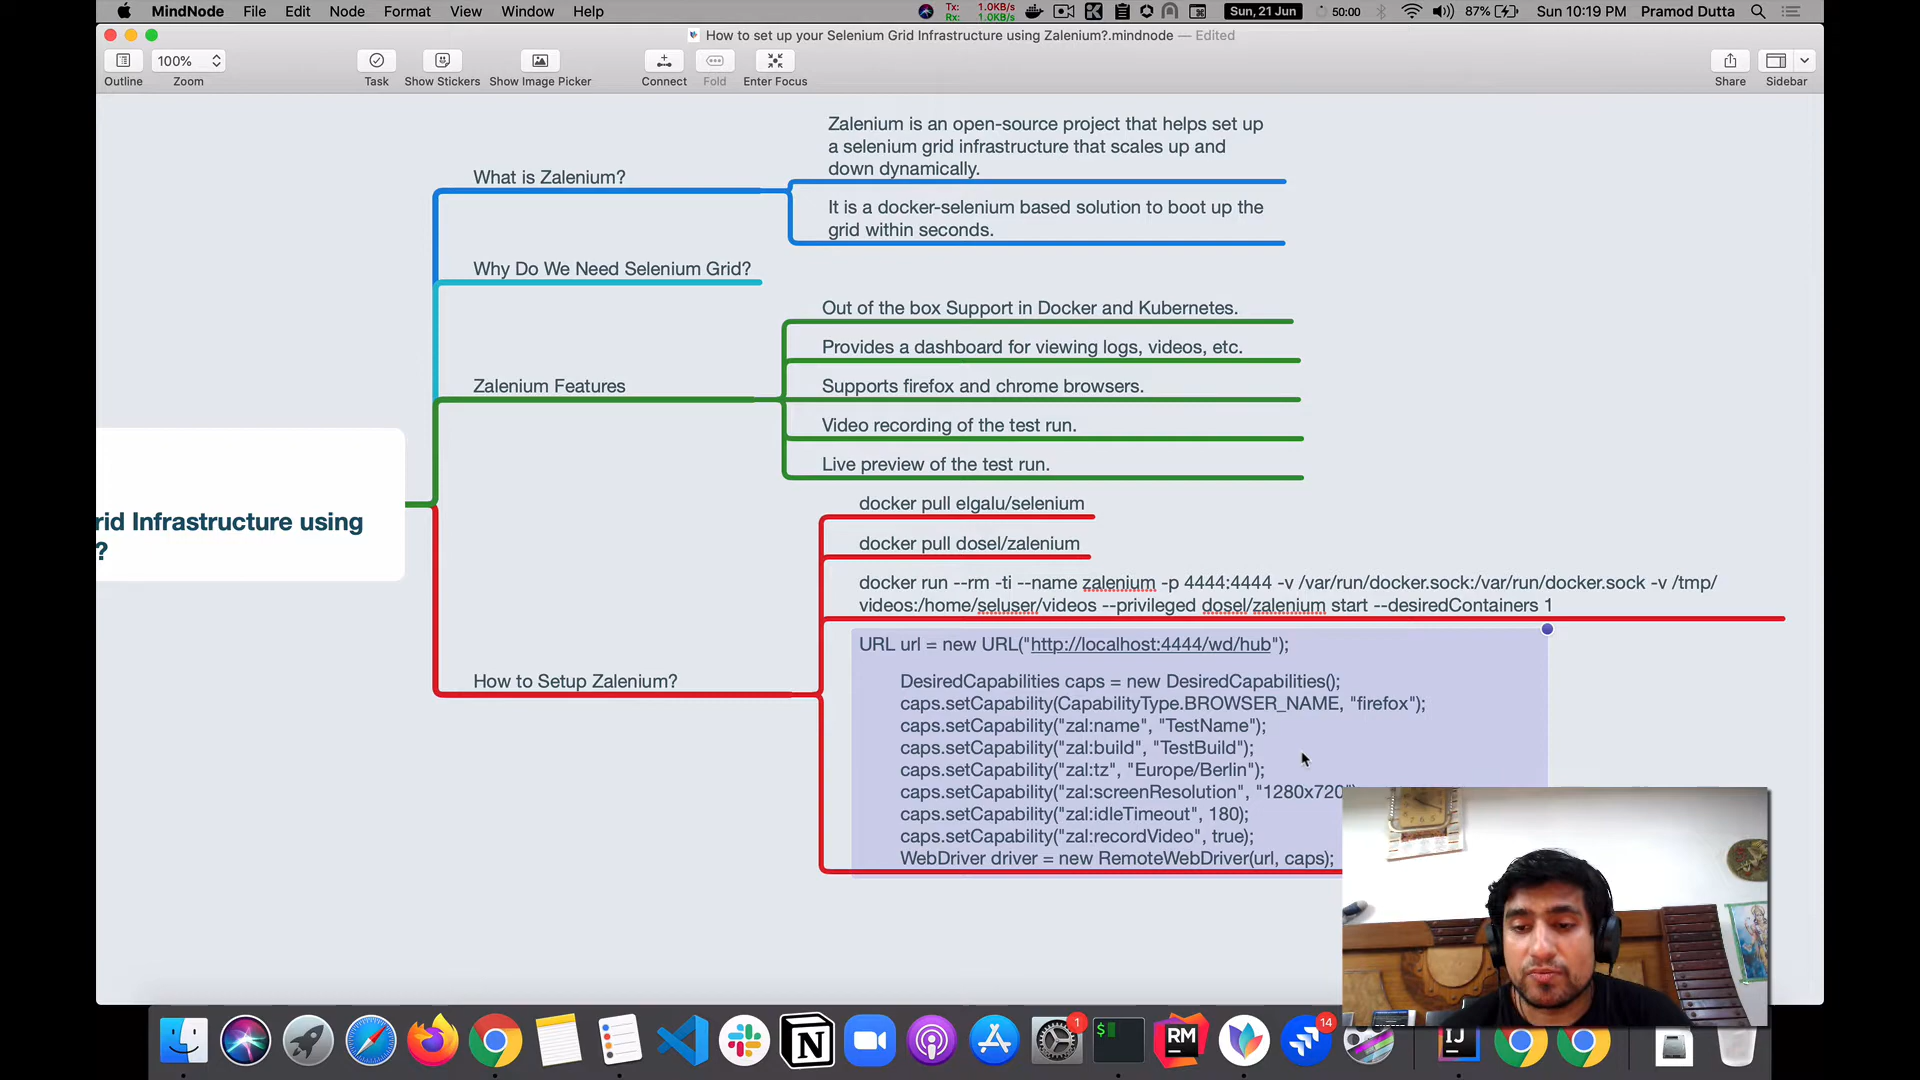 MindNode File Edit Node Format View Window Help
Tx: 1.0KB/s
Rx: 1.0KB/s
Sun, 21 Jun 50:00 87% Sun 10:19 PM Pramod Dutta
How to set up your Selenium Grid Infrastructure using Zalenium?.mindnode — Edited
100%
Outline Zoom Task Show Stickers Show Image Picker Connect Fold Enter Focus Share Sidebar
rid Infrastructure using
?
What is Zalenium?
Zalenium is an open-source project that helps set up
a selenium grid infrastructure that scales up and
down dynamically.
It is a docker-selenium based solution to boot up the
grid within seconds.
Why Do We Need Selenium Grid?
Zalenium Features
Out of the box Support in Docker and Kubernetes.
Provides a dashboard for viewing logs, videos, etc.
Supports firefox and chrome browsers.
Video recording of the test run.
Live preview of the test run.
How to Setup Zalenium?
docker pull elgalu/selenium
docker pull dosel/zalenium
docker run --rm -ti --name zalenium -p 4444:4444 -v /var/run/docker.sock:/var/run/docker.sock -v /tmp/
videos:/home/seluser/videos --privileged dosel/zalenium start --desiredContainers 1
URL url = new URL("http://localhost:4444/wd/hub");
DesiredCapabilities caps = new DesiredCapabilities();
caps.setCapability(CapabilityType.BROWSER_NAME, "firefox");
caps.setCapability("zal:name", "TestName");
caps.setCapability("zal:build", "TestBuild");
caps.setCapability("zal:tz", "Europe/Berlin");
caps.setCapability("zal:screenResolution", "1280x720"
caps.setCapability("zal:idleTimeout", 180);
caps.setCapability("zal:recordVideo", true);
WebDriver driver = new RemoteWebDriver(url, caps);
N
1
$
RM
14
IJ